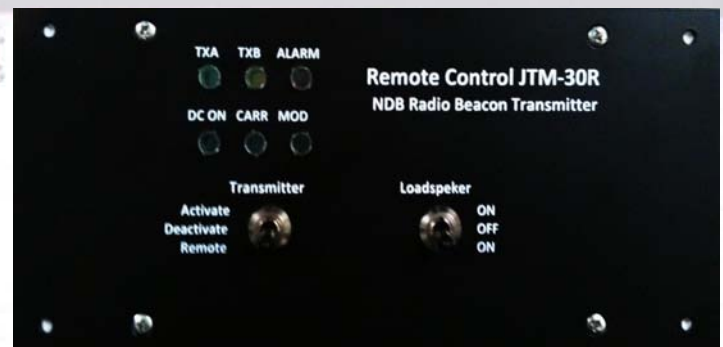 TXA TXB ALARM
Remote Control JTM-30R
NDB Radio Beacon Transmitter
DC ON CARR MOD
Transmitter
Activate
Deactivate
Remote
Loadspeker
ON
OFF
ON